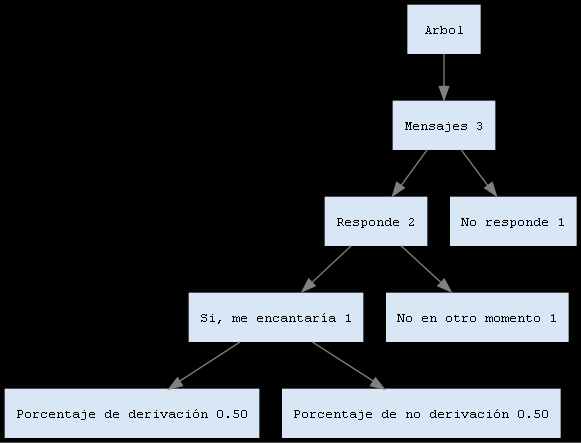 Arbol
Mensajes 3
Responde 2
No responde 1
Si, me encantaría 1
No en otro momento 1
Porcentaje de derivación 0.50
Porcentaje de no derivación 0.50